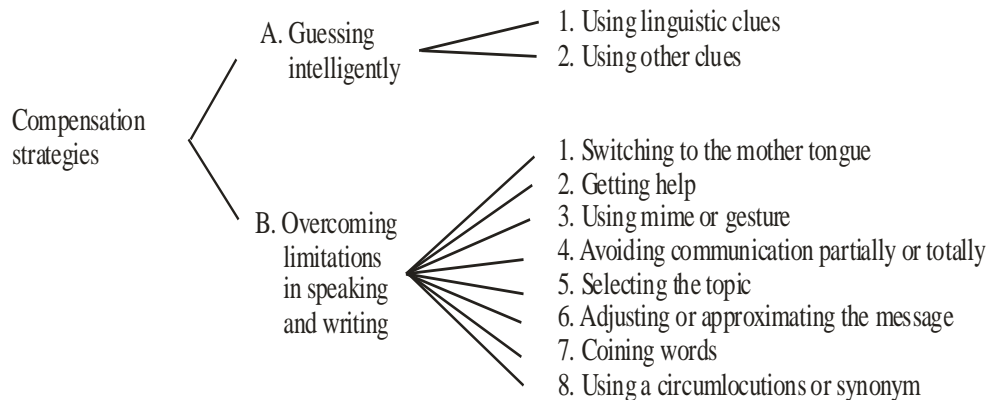 Compensation
strategies
A. Guessing
intelligently
1. Using linguistic clues
2. Using other clues
B. Overcoming
limitations
in speaking
and writing
1. Switching to the mother tongue
2. Getting help
3. Using mime or gesture
4. Avoiding communication partially or totally
5. Selecting the topic
6. Adjusting or approximating the message
7. Coining words
8. Using a circumlocutions or synonym